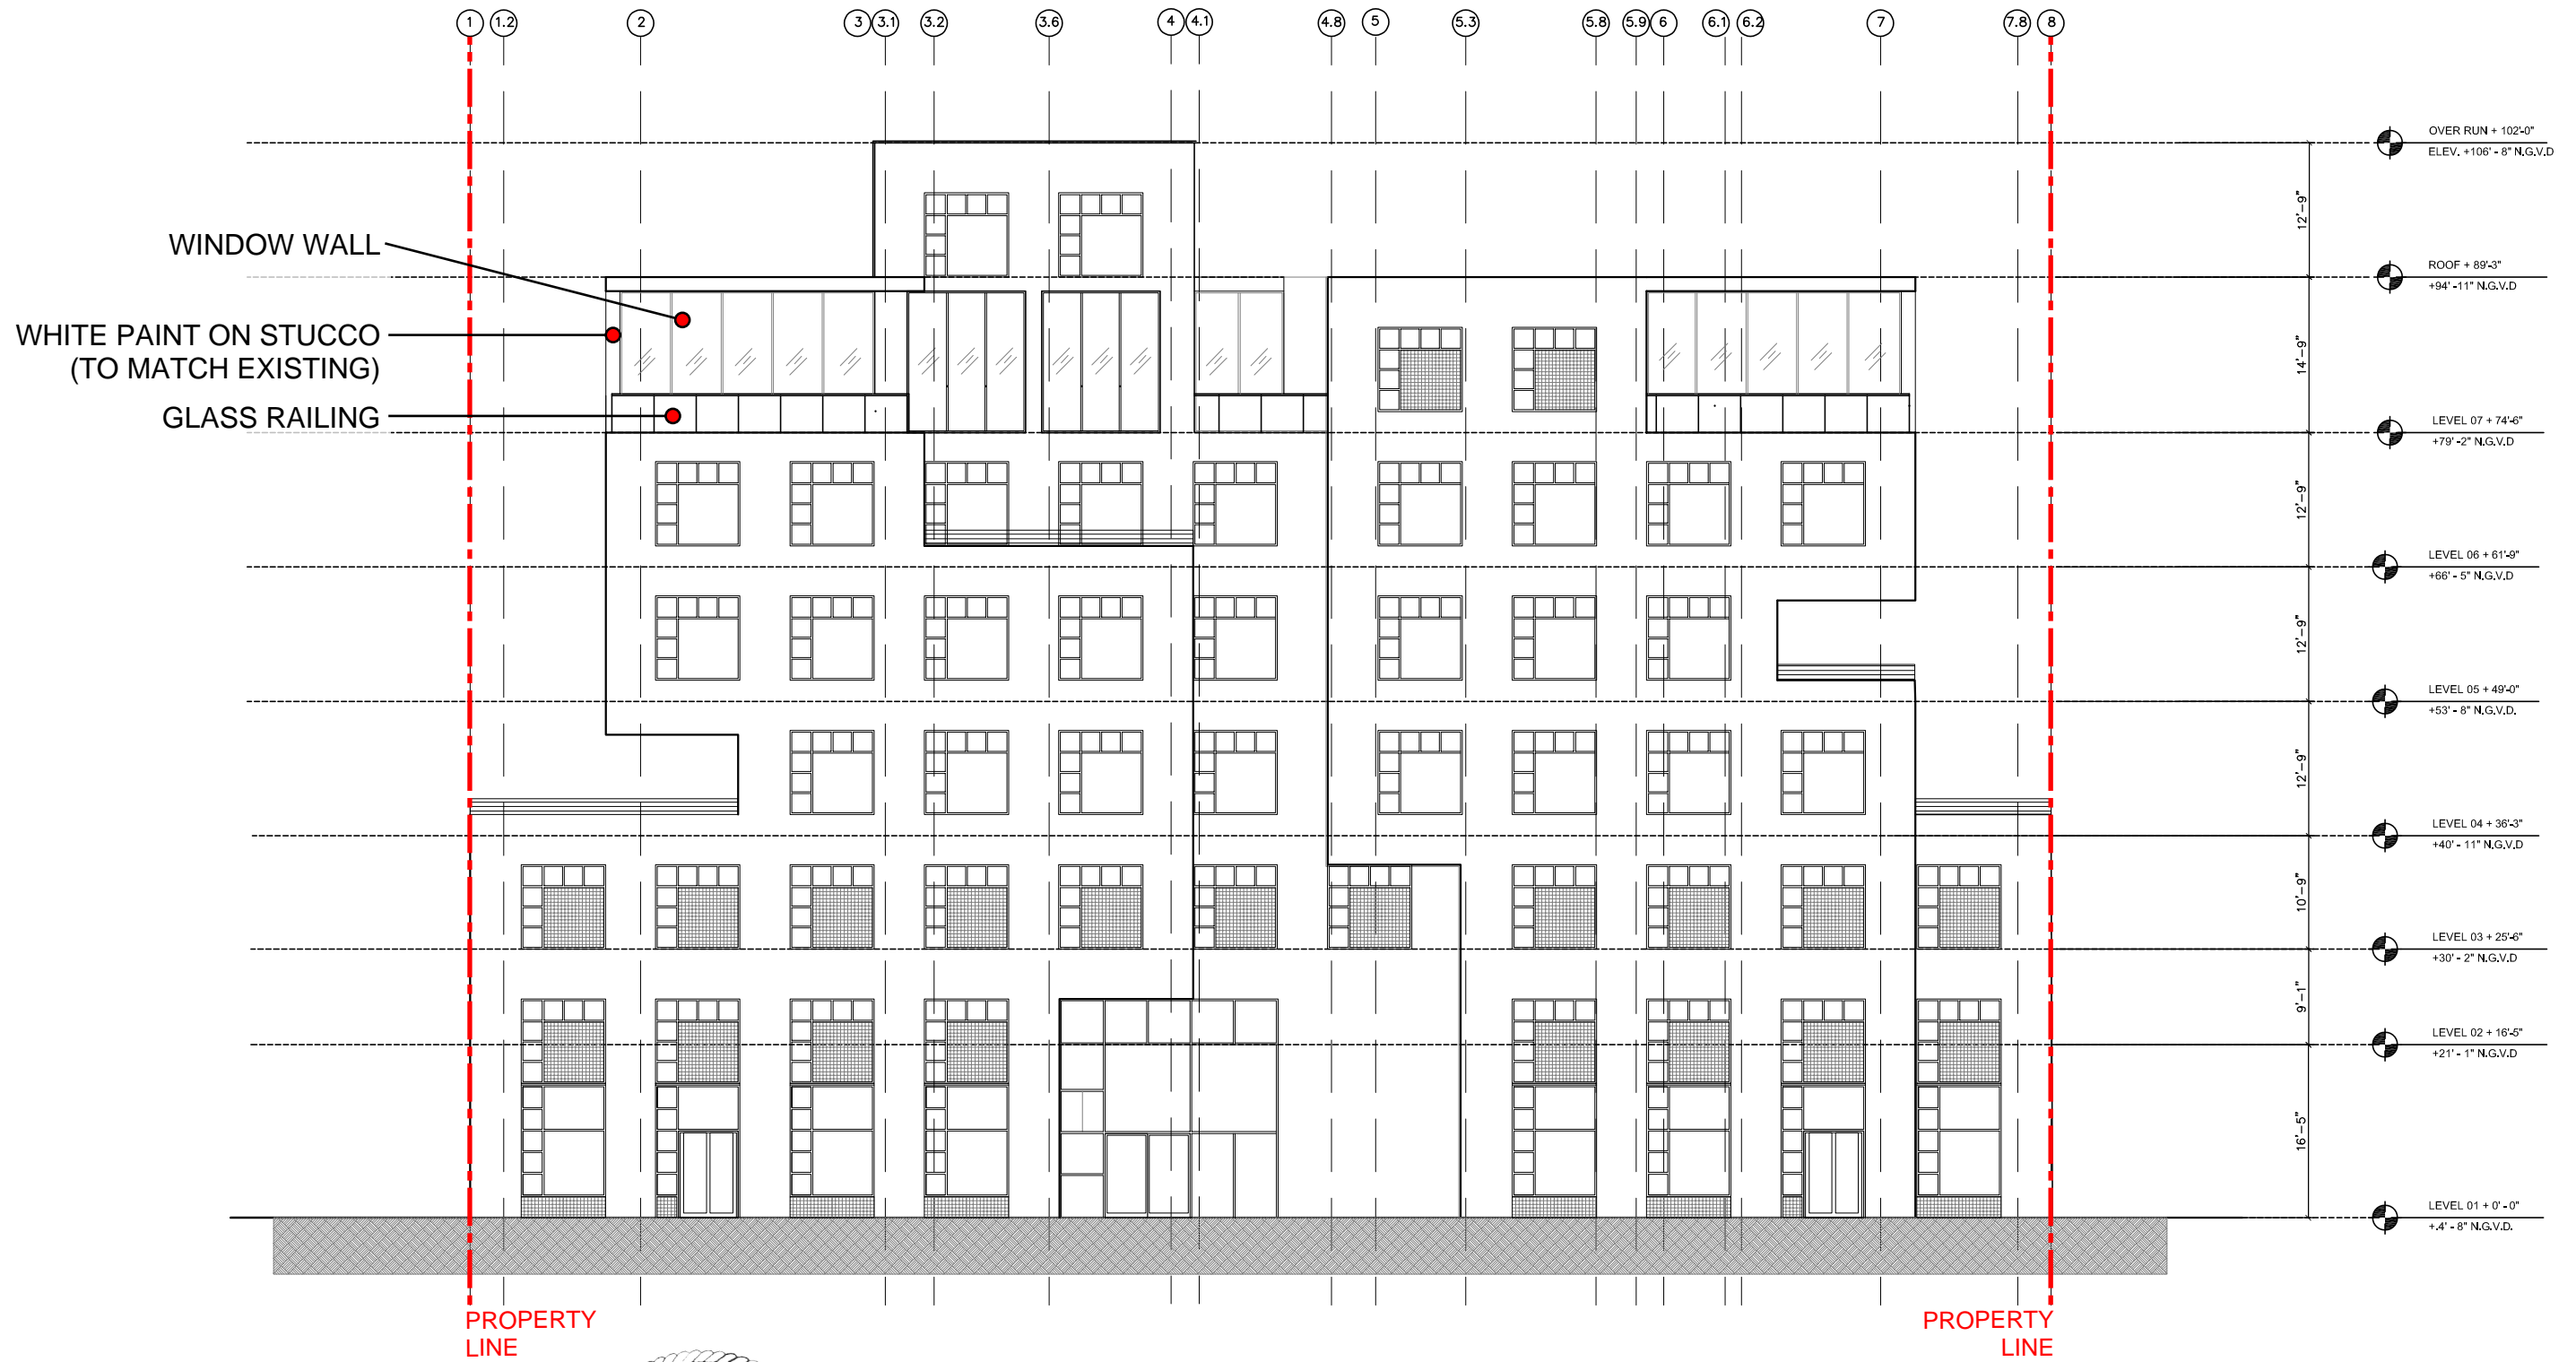 1 1.2 2 3 3.1 3.2 3.6 4 4.1 4.8 5 5.3 5.8 5.9 6 6.1 6.2 7 7.8 8
OVER RUN + 102'-0"
ELEV. +106' - 8" N.G.V.D
12'-9"
WINDOW WALL
ROOF + 89'-3"
+94' -11" N.G.V.D
WHITE PAINT ON STUCCO
(TO MATCH EXISTING)
14'-9"
GLASS RAILING
LEVEL 07 + 74'-6"
+79' -2" N.G.V.D
12'-9"
LEVEL 06 + 61'-9"
+66' - 5" N.G.V.D
12'-9"
LEVEL 05 + 49'-0"
+53' - 8" N.G.V.D.
12'-9"
LEVEL 04 + 36'-3"
+40' - 11" N.G.V.D
10'-9"
LEVEL 03 + 25'-6"
+30' - 2" N.G.V.D
9'-1"
LEVEL 02 + 16'-5"
+21' - 1" N.G.V.D
16'-5"
LEVEL 01 + 0' - 0"
+.4' - 8" N.G.V.D.
PROPERTY
LINE
PROPERTY
LINE